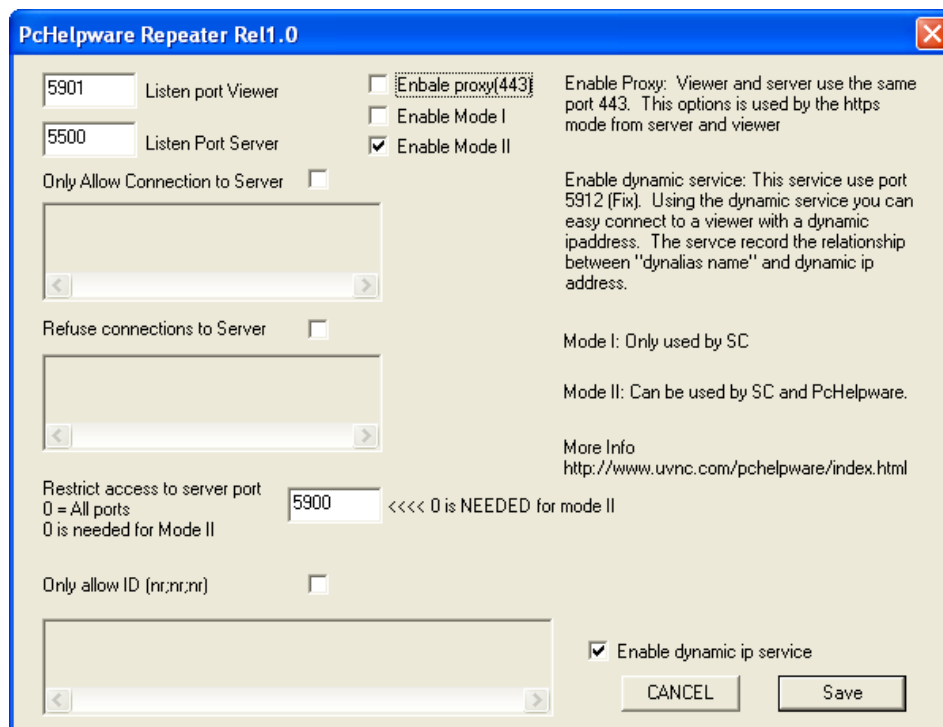 PcHelpware Repeater Rel1.0
5901
Listen port Viewer
5500
Listen Port Server
Enbale proxy(443)
Enable Mode I
Enable Mode II
Only Allow Connection to Server
Refuse connections to Server
Restrict access to server port
0 = All ports
0 is needed for Mode II
5900
<<<< 0 is NEEDED for mode II
Only allow ID (nr;nr;nr)
Enable Proxy: Viewer and server use the same
port 443. This options is used by the https
mode from server and viewer
Enable dynamic service: This service use port
5912 (Fix). Using the dynamic service you can
easy connect to a viewer with a dynamic
ipaddress. The servce record the relationship
between "dynalias name" and dynamic ip
address.
Mode I: Only used by SC
Mode II: Can be used by SC and PcHelpware.
More Info
http://www.uvnc.com/pchelpware/index.html
Enable dynamic ip service
CANCEL
Save